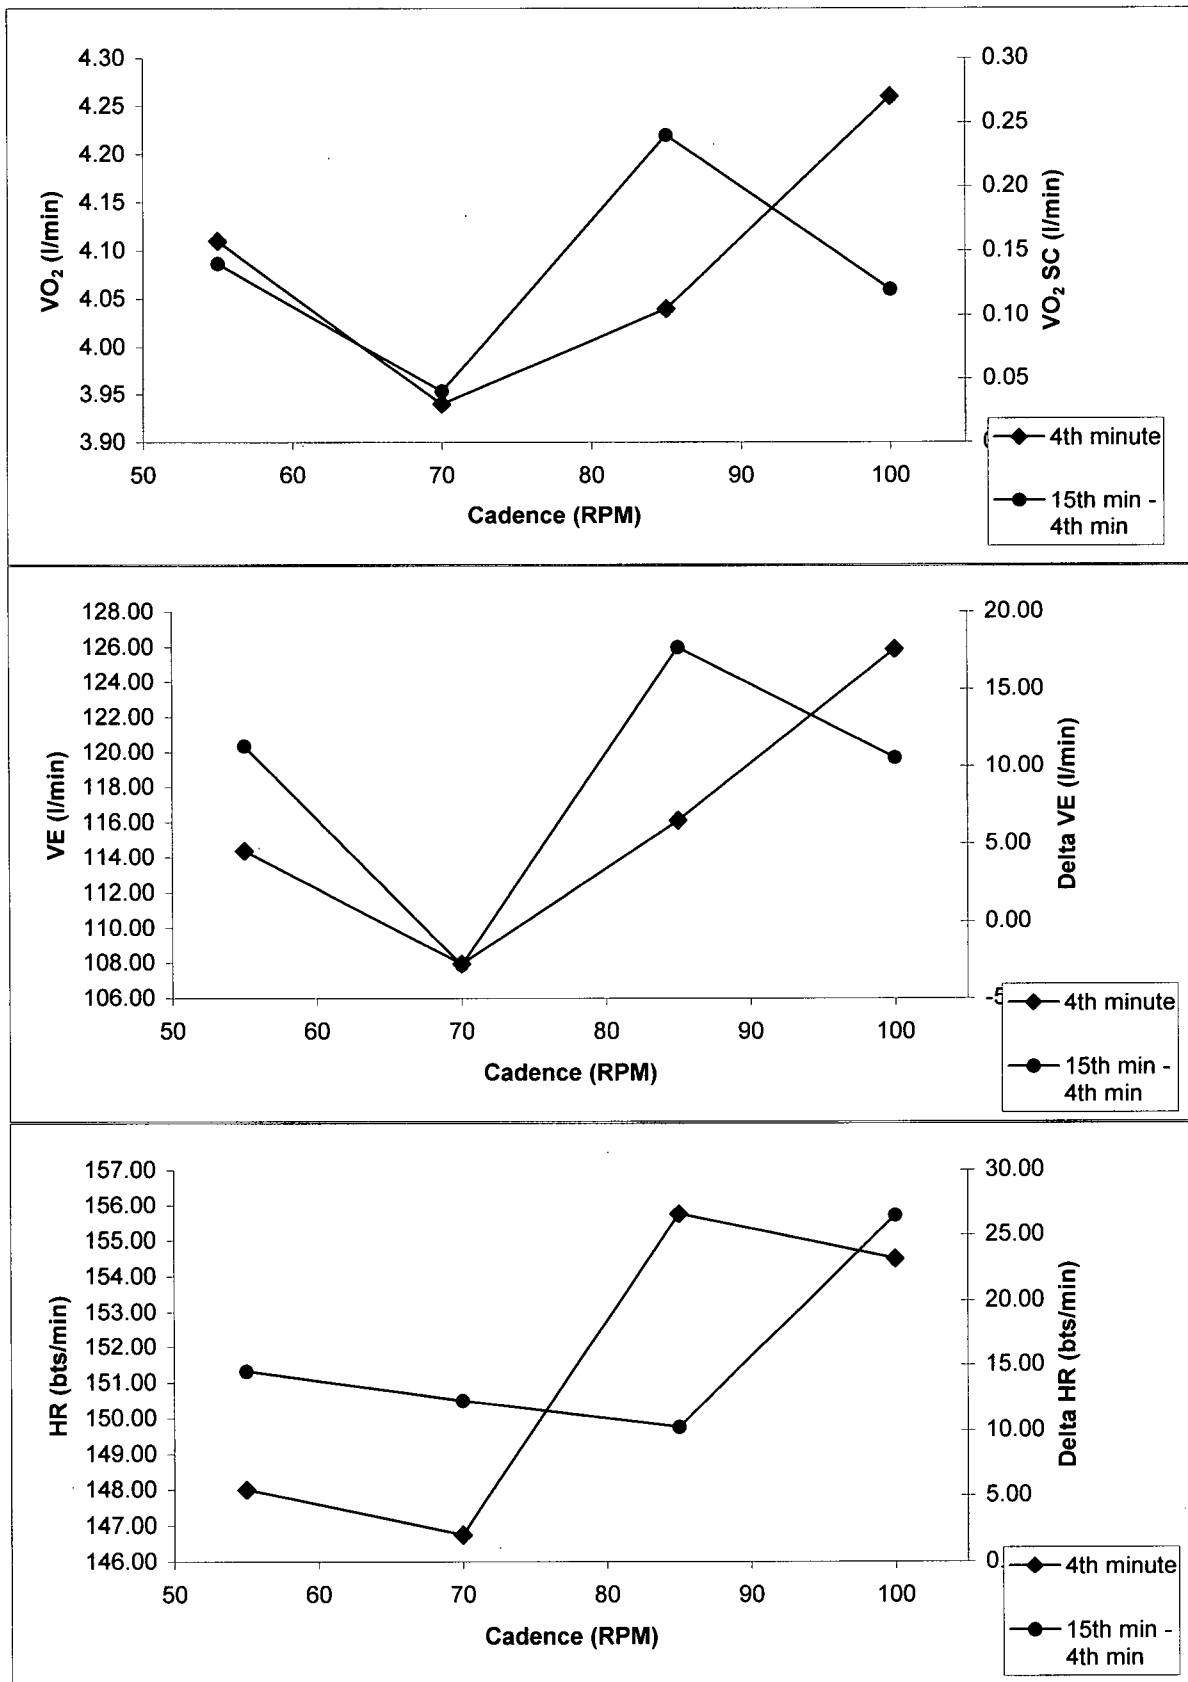 4.30
4.25
4.20
4.15
4.10
4.05
4.00
3.95
3.90
VO₂ (l/min)
0.30
0.25
0.20
0.15
0.10
0.05
0
VO₂ SC (l/min)
50 60 70 80 90 100
Cadence (RPM)
4th minute
15th min -
4th min
128.00
126.00
124.00
122.00
120.00
118.00
116.00
114.00
112.00
110.00
108.00
106.00
VE (l/min)
20.00
15.00
10.00
5.00
0.00
-5
Delta VE (l/min)
50 60 70 80 90 100
Cadence (RPM)
4th minute
15th min -
4th min
157.00
156.00
155.00
154.00
153.00
152.00
151.00
150.00
149.00
148.00
147.00
146.00
HR (bts/min)
30.00
25.00
20.00
15.00
10.00
5.00
0.
Delta HR (bts/min)
50 60 70 80 90 100
Cadence (RPM)
4th minute
15th min -
4th min